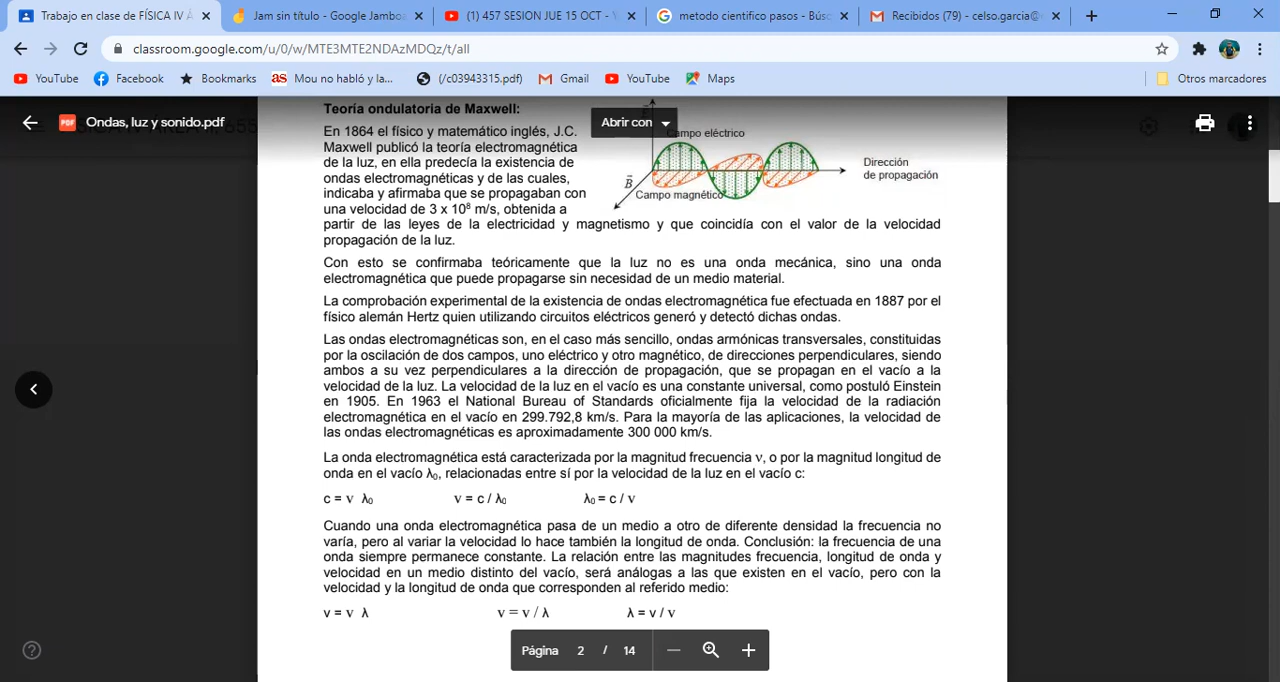 Trabajo en clase de FÍSICA IV Á
Jam sin título - Google Jamboa
(1) 457 SESION JUE 15 OCT - Y
metodo cientifico pasos - Bús
Recibidos (79) - celso.garcia@
classroom.google.com/u/0/w/MTE3MTE2NDAzMDQz/t/all
YouTube
Facebook
Bookmarks
as Mou no habló y la...
(/c03943315.pdf)
Gmail
YouTube
Maps
Otros marcadores
PDF Ondas, luz y sonido.pdf
Abrir con
Teoría ondulatoria de Maxwell:
En 1864 el físico y matemático inglés, J.C.
Maxwell publicó la teoría electromagnética
de la luz, en ella predecía la existencia de
ondas electromagnéticas y de las cuales,
indicaba y afirmaba que se propagaban con
una velocidad de 3 x 10⁸ m/s, obtenida a
partir de las leyes de la electricidad y magnetismo y que coincidía con el valor de la velocidad
propagación de la luz.
Campo eléctrico
Dirección
de propagación
B
Campo magnético
Con esto se confirmaba teóricamente que la luz no es una onda mecánica, sino una onda
electromagnética que puede propagarse sin necesidad de un medio material.
La comprobación experimental de la existencia de ondas electromagnética fue efectuada en 1887 por el
físico alemán Hertz quien utilizando circuitos eléctricos generó y detectó dichas ondas.
Las ondas electromagnéticas son, en el caso más sencillo, ondas armónicas transversales, constituidas
por la oscilación de dos campos, uno eléctrico y otro magnético, de direcciones perpendiculares, siendo
ambos a su vez perpendiculares a la dirección de propagación, que se propagan en el vacío a la
velocidad de la luz. La velocidad de la luz en el vacío es una constante universal, como postuló Einstein
en 1905. En 1963 el National Bureau of Standards oficialmente fija la velocidad de la radiación
electromagnética en el vacío en 299.792,8 km/s. Para la mayoría de las aplicaciones, la velocidad de
las ondas electromagnéticas es aproximadamente 300 000 km/s.
La onda electromagnética está caracterizada por la magnitud frecuencia ν, o por la magnitud longitud de
onda en el vacío λ₀, relacionadas entre sí por la velocidad de la luz en el vacío c:
c = ν λ₀ ν = c / λ₀ λ₀ = c / ν
Cuando una onda electromagnética pasa de un medio a otro de diferente densidad la frecuencia no
varía, pero al variar la velocidad lo hace también la longitud de onda. Conclusión: la frecuencia de una
onda siempre permanece constante. La relación entre las magnitudes frecuencia, longitud de onda y
velocidad en un medio distinto del vacío, será análogas a las que existen en el vacío, pero con la
velocidad y la longitud de onda que corresponden al referido medio:
v = ν λ ν = v / λ λ = v / ν
Página 2 / 14